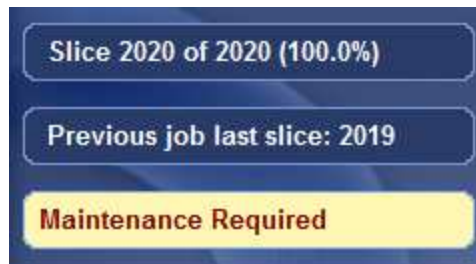 Slice 2020 of 2020 (100.0%)
Previous job last slice: 2019
Maintenance Required